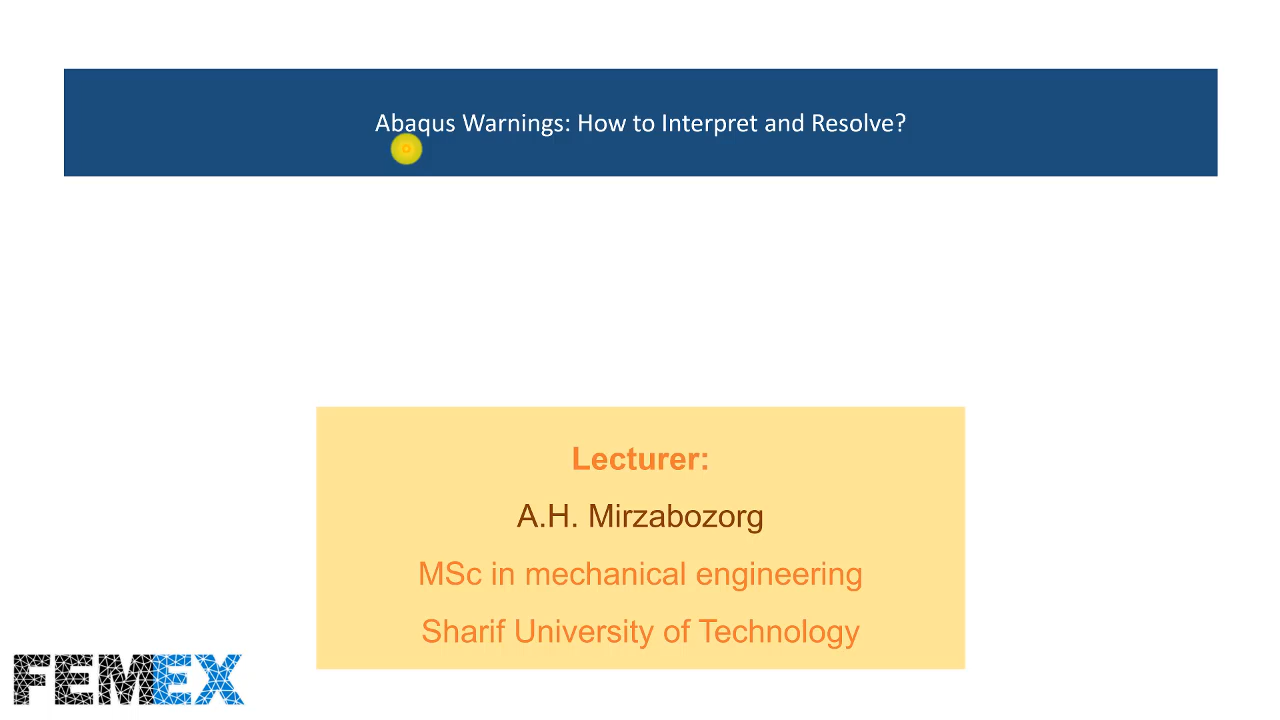 Abaqus Warnings: How to Interpret and Resolve?
Lecturer:
A.H. Mirzabozorg
MSc in mechanical engineering
Sharif University of Technology
FEMEX